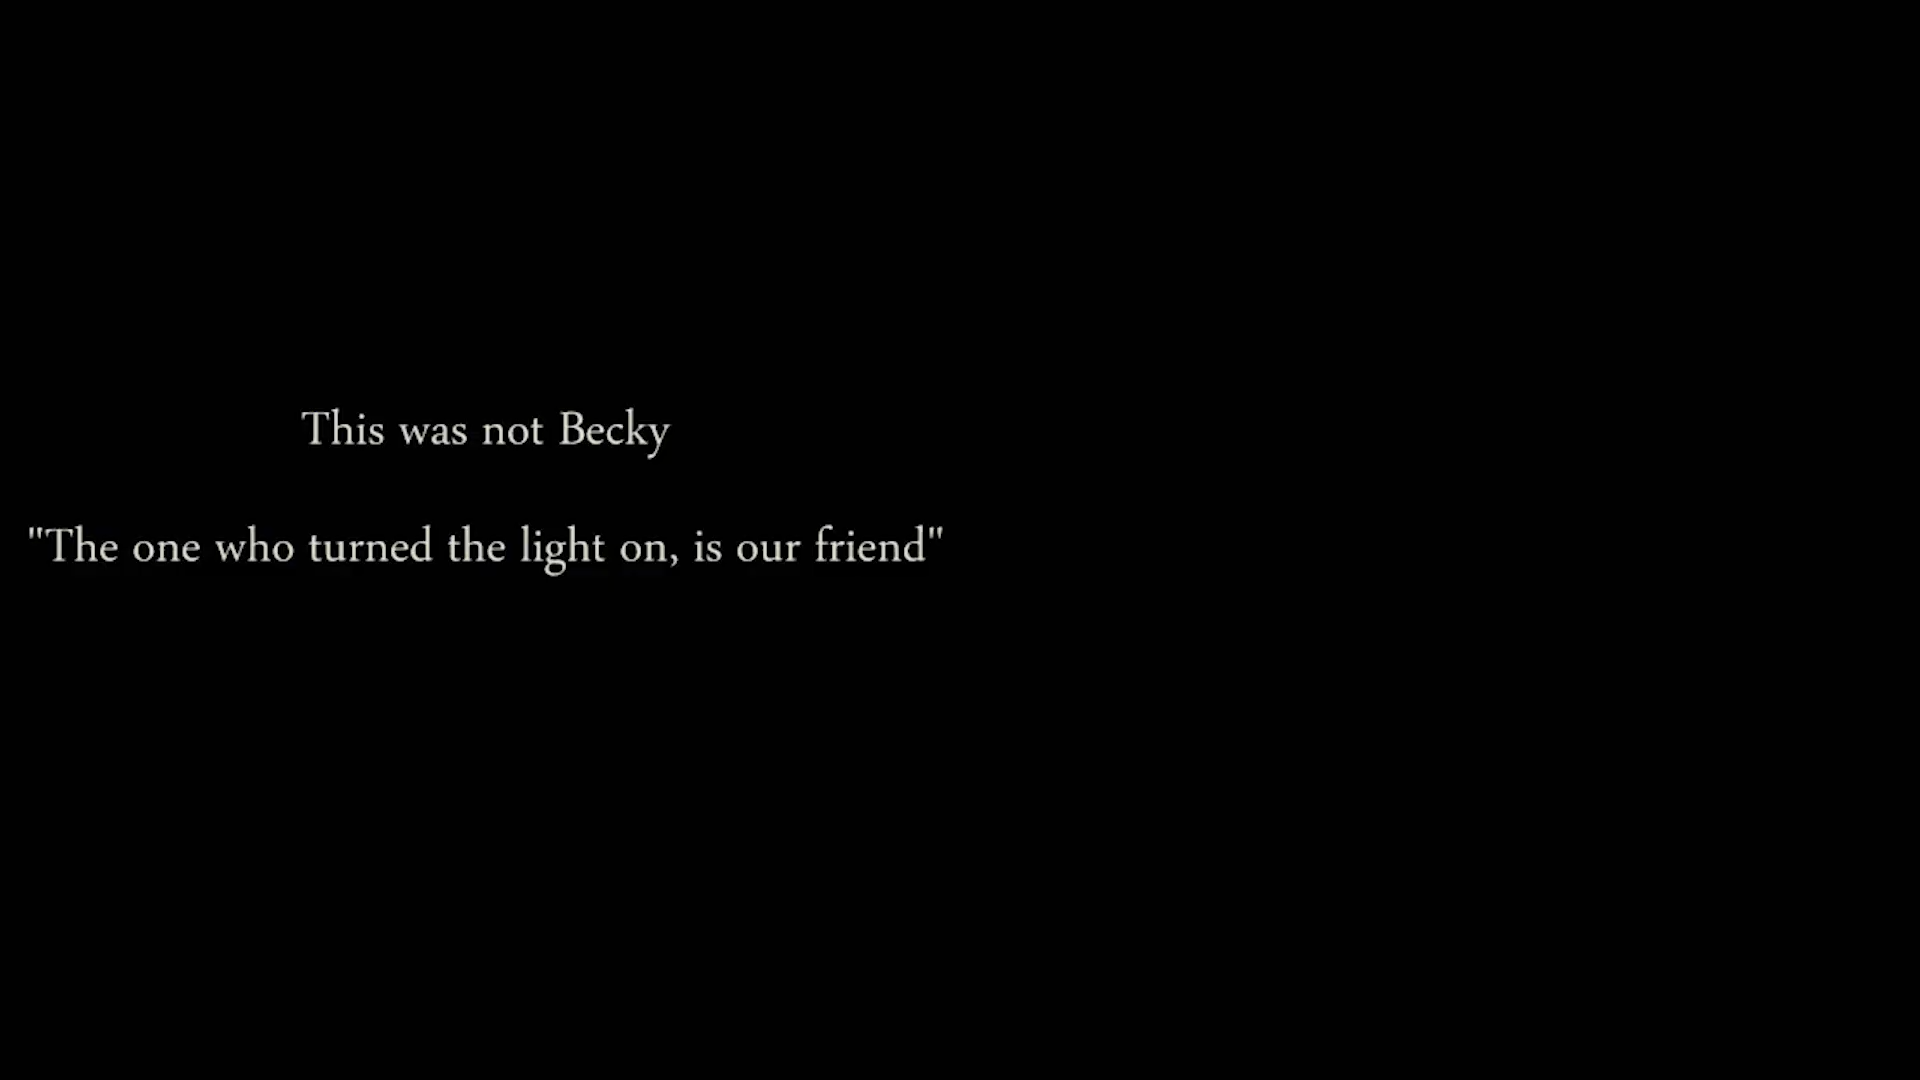 This was not Becky
"The one who turned the light on, is our friend"